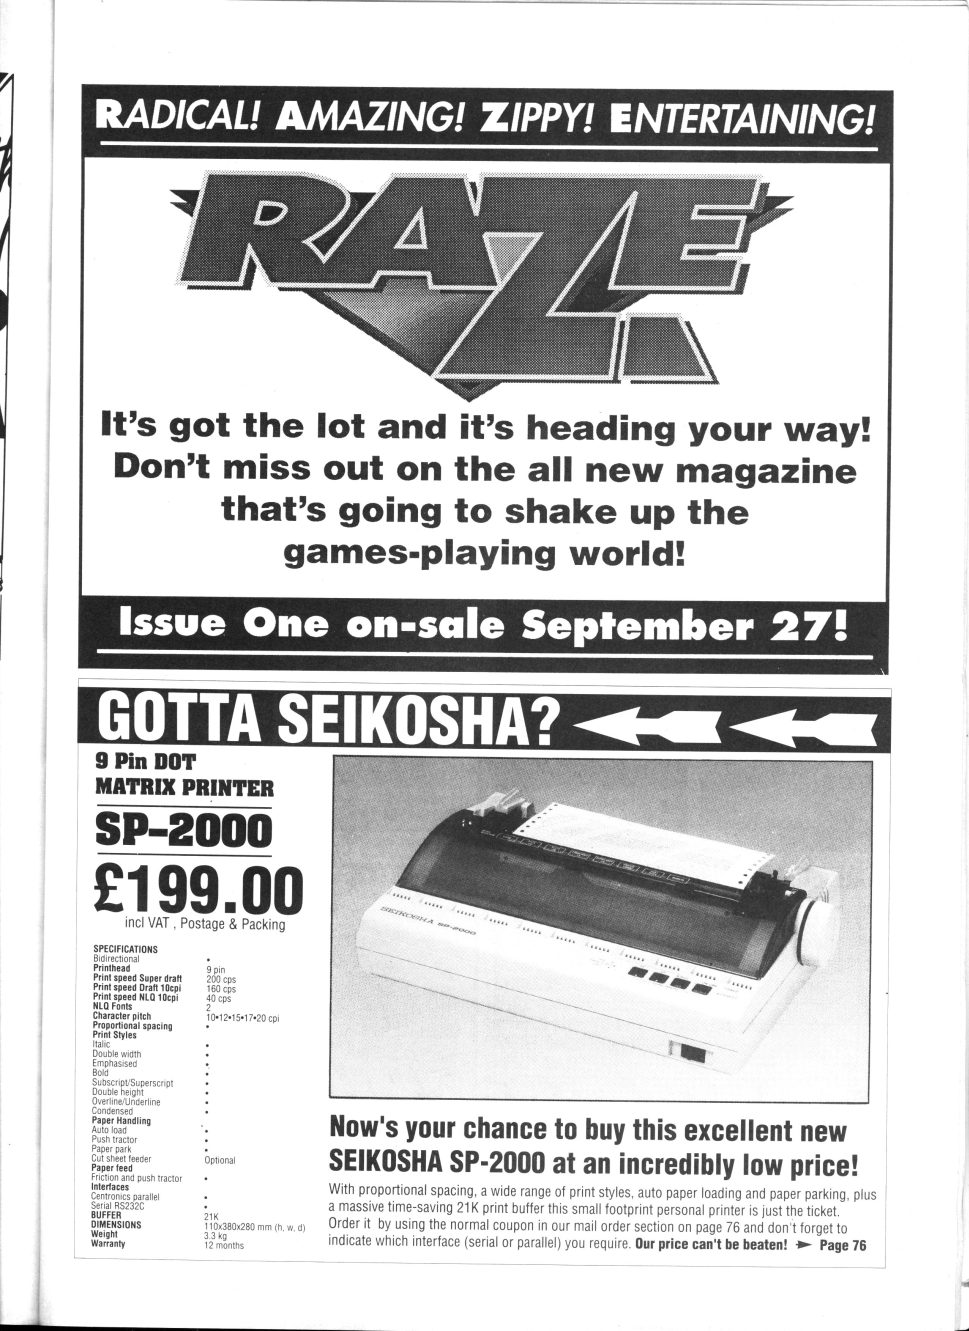 RADICAL! AMAZING! ZIPPY! ENTERTAINING!
RAZE
It's got the lot and it's heading your way!
Don't miss out on the all new magazine
that's going to shake up the
games-playing world!
Issue One on-sale September 27!
GOTTA SEIKOSHA?
9 Pin DOT
MATRIX PRINTER
SP-2000
£199.00
incl VAT , Postage & Packing
SPECIFICATIONS
Bidirectional •
Printhead 9 pin
Print speed Super draft 200 cps
Print speed Draft 10cpi 160 cps
Print speed NLQ 10cpi 40 cps
NLQ Fonts 2
Character pitch 10•12•15•17•20 cpi
Proportional spacing •
Print Styles
Italic •
Double width •
Emphasised •
Bold •
Subscript/Superscript •
Double height •
Overline/Underline •
Condensed •
Paper Handling
Auto load •
Push tractor •
Paper park •
Cut sheet feeder Optional
Paper feed
Friction and push tractor •
Interfaces
Centronics parallel •
Serial RS232C •
BUFFER 21K
DIMENSIONS 110x380x280 mm (h, w, d)
Weight 3.3 kg
Warranty 12 months
SEIKOSHA SP-2000
Now's your chance to buy this excellent new
SEIKOSHA SP-2000 at an incredibly low price!
With proportional spacing, a wide range of print styles, auto paper loading and paper parking, plus
a massive time-saving 21K print buffer this small footprint personal printer is just the ticket.
Order it by using the normal coupon in our mail order section on page 76 and don't forget to
indicate which interface (serial or parallel) you require. Our price can't be beaten! ➛ Page 76